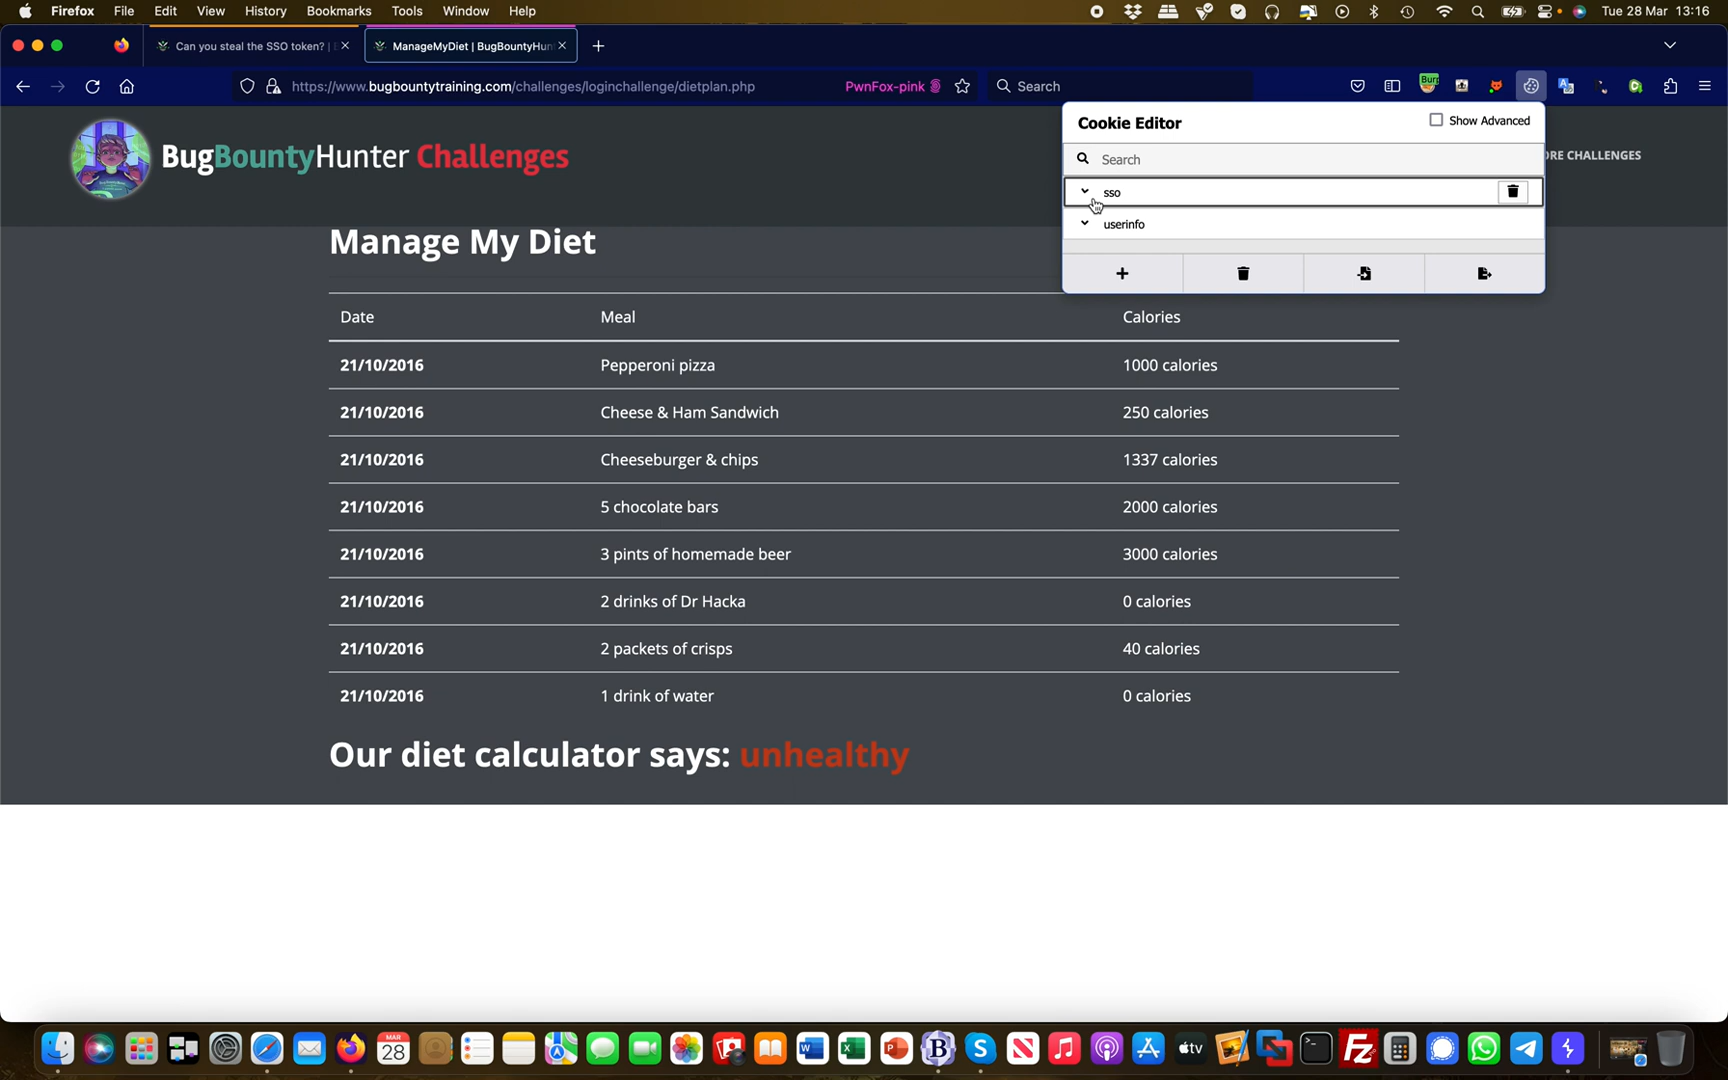 Firefox File Edit View History Bookmarks Tools Window Help Tue 28 Mar 13:16
Can you steal the SSO token? | ManageMyDiet | BugBountyHun
https://www.bugbountytraining.com/challenges/loginchallenge/dietplan.php PwnFox-pink Search
Burp
BugBountyHunter Challenges
ORE CHALLENGES
Cookie Editor Show Advanced
Search
sso
userinfo
Manage My Diet
Date Meal Calories
21/10/2016 Pepperoni pizza 1000 calories
21/10/2016 Cheese & Ham Sandwich 250 calories
21/10/2016 Cheeseburger & chips 1337 calories
21/10/2016 5 chocolate bars 2000 calories
21/10/2016 3 pints of homemade beer 3000 calories
21/10/2016 2 drinks of Dr Hacka 0 calories
21/10/2016 2 packets of crisps 40 calories
21/10/2016 1 drink of water 0 calories
Our diet calculator says: unhealthy
MAR
28
tv